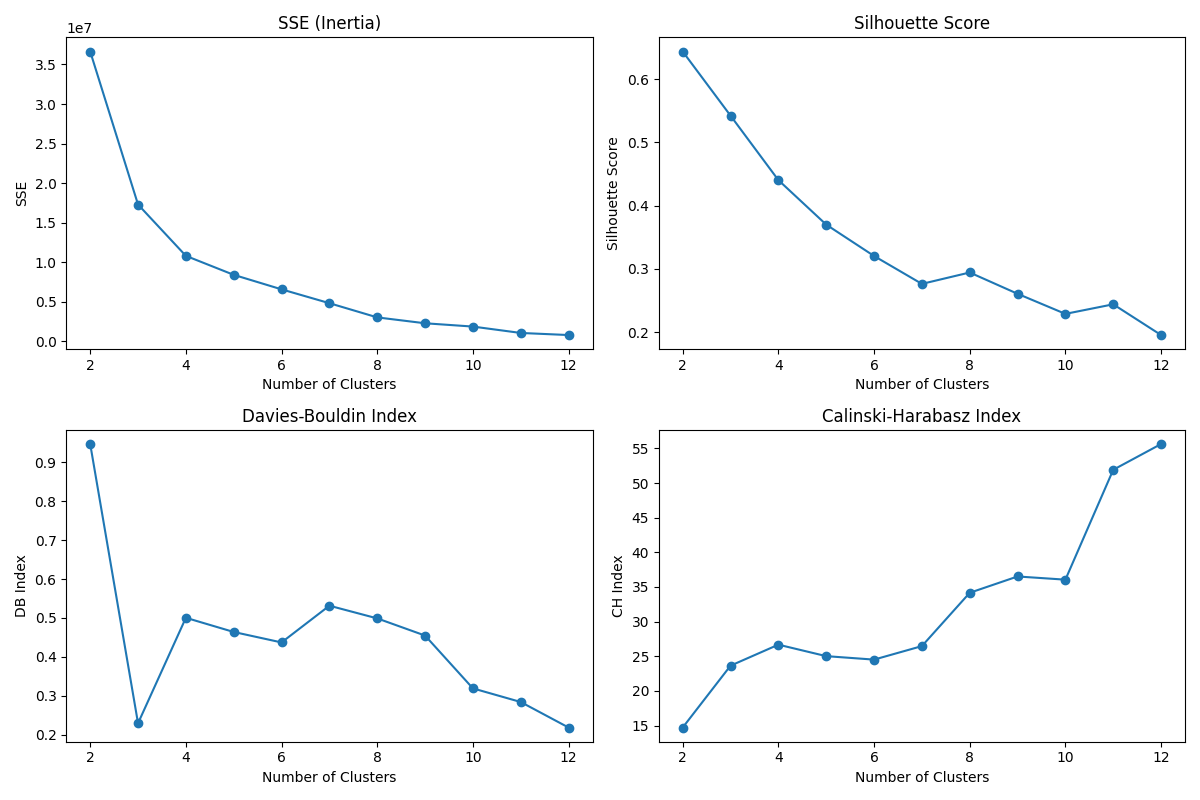 SSE (Inertia)
1e7
3.5
3.0
2.5
2.0
1.5
1.0
0.5
0.0
SSE
2 4 6 8 10 12
Number of Clusters
Silhouette Score
0.6
0.5
0.4
0.3
0.2
Silhouette Score
2 4 6 8 10 12
Number of Clusters
Davies-Bouldin Index
0.9
0.8
0.7
0.6
0.5
0.4
0.3
0.2
DB Index
2 4 6 8 10 12
Number of Clusters
Calinski-Harabasz Index
55
50
45
40
35
30
25
20
15
CH Index
2 4 6 8 10 12
Number of Clusters